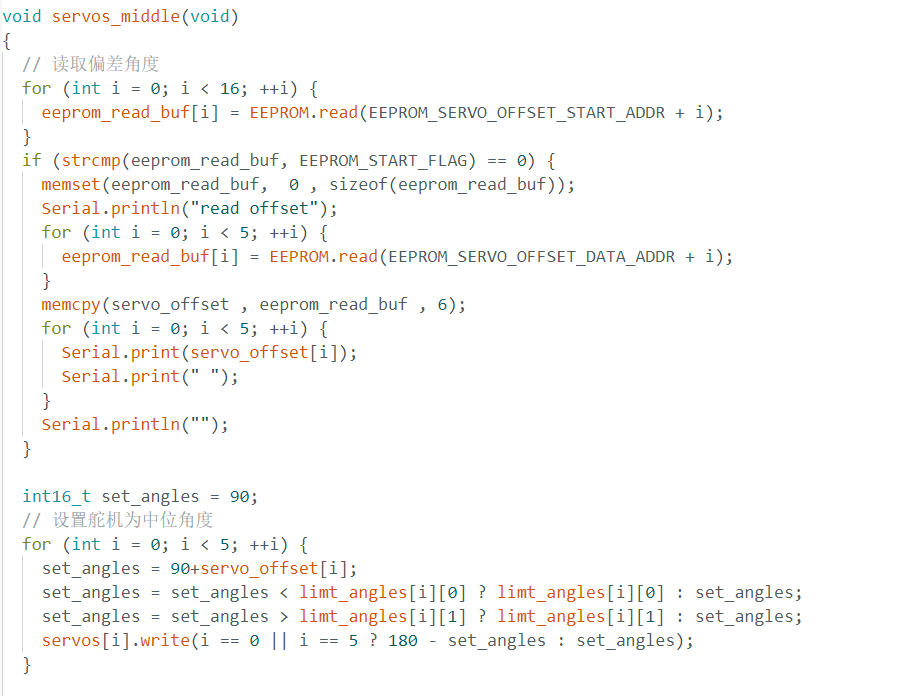 void servos_middle(void)
{
  // 读取偏差角度
  for (int i = 0; i < 16; ++i) {
    eeprom_read_buf[i] = EEPROM.read(EEPROM_SERVO_OFFSET_START_ADDR + i);
  }
  if (strcmp(eeprom_read_buf, EEPROM_START_FLAG) == 0) {
    memset(eeprom_read_buf,  0 , sizeof(eeprom_read_buf));
    Serial.println("read offset");
    for (int i = 0; i < 5; ++i) {
      eeprom_read_buf[i] = EEPROM.read(EEPROM_SERVO_OFFSET_DATA_ADDR + i);
    }
    memcpy(servo_offset , eeprom_read_buf , 6);
    for (int i = 0; i < 5; ++i) {
      Serial.print(servo_offset[i]);
      Serial.print(" ");
    }
    Serial.println("");
  }

  int16_t set_angles = 90;
  // 设置舵机为中位角度
  for (int i = 0; i < 5; ++i) {
    set_angles = 90+servo_offset[i];
    set_angles = set_angles < limt_angles[i][0] ? limt_angles[i][0] : set_angles;
    set_angles = set_angles > limt_angles[i][1] ? limt_angles[i][1] : set_angles;
    servos[i].write(i == 0 || i == 5 ? 180 - set_angles : set_angles);
  }